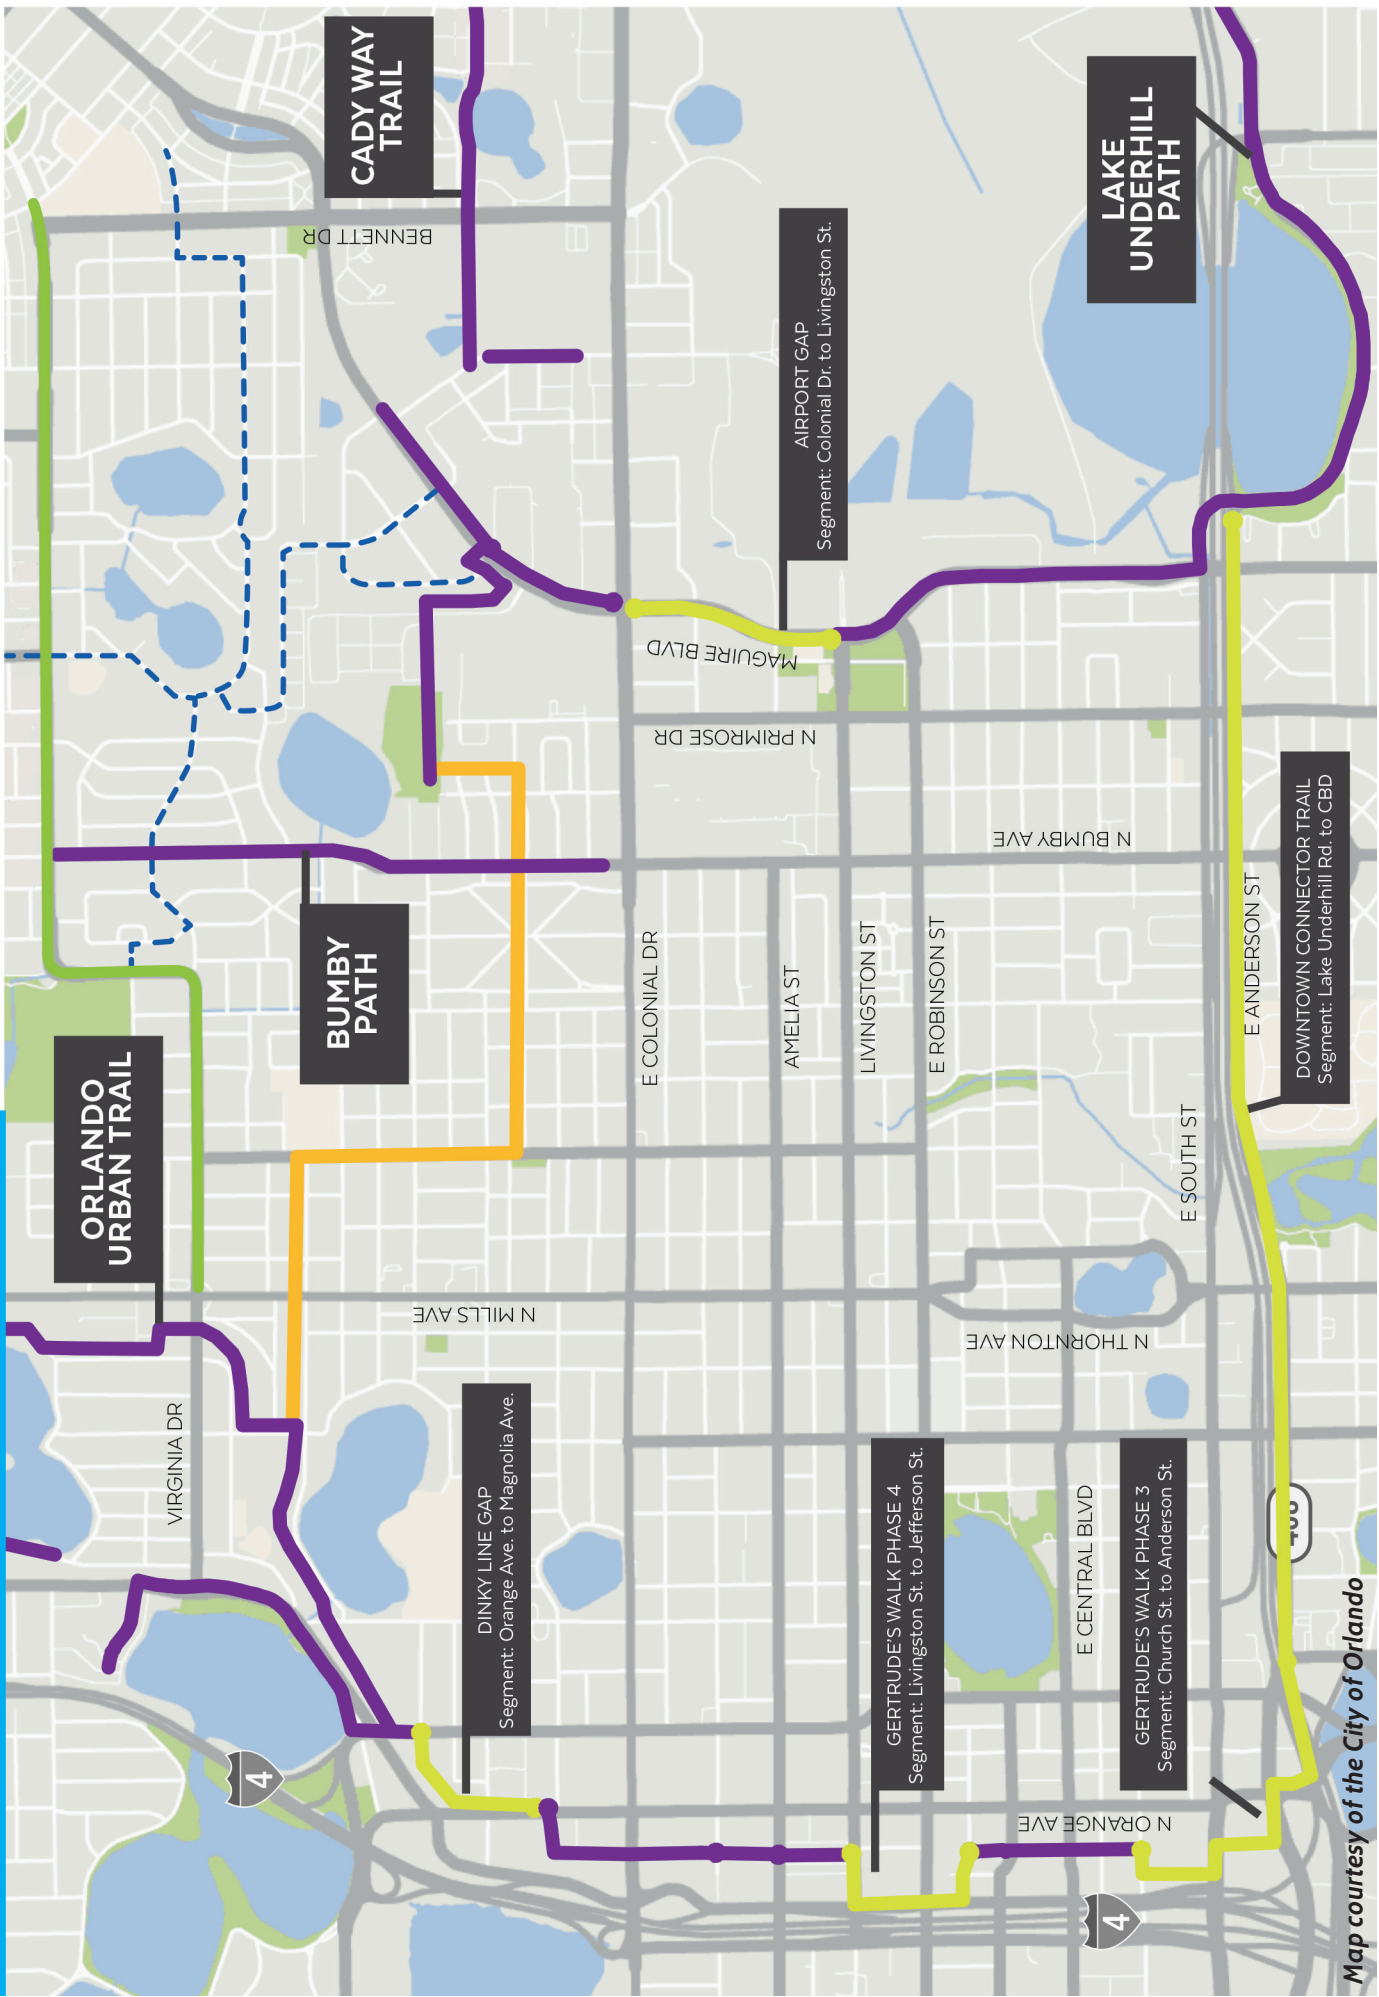 ORLANDO
URBAN TRAIL
VIRGINIA DR
4
BUMBY
PATH
BENNETT DR
CADY WAY
TRAIL
N MILLS AVE
DINKY LINE GAP
Segment: Orange Ave. to Magnolia Ave.
E COLONIAL DR
N PRIMROSE DR
MAGUIRE BLVD
AMELIA ST
AIRPORT GAP
Segment: Colonial Dr. to Livingston St.
LIVINGSTON ST
GERTRUDE'S WALK PHASE 4
Segment: Livingston St. to Jefferson St.
E ROBINSON ST
N THORNTON AVE
N BUMBY AVE
N ORANGE AVE
E CENTRAL BLVD
4
LAKE
UNDERHILL
PATH
GERTRUDE'S WALK PHASE 3
Segment: Church St. to Anderson St.
E SOUTH ST
E ANDERSON ST
DOWNTOWN CONNECTOR TRAIL
Segment: Lake Underhill Rd. to CBD
Map courtesy of the City of Orlando